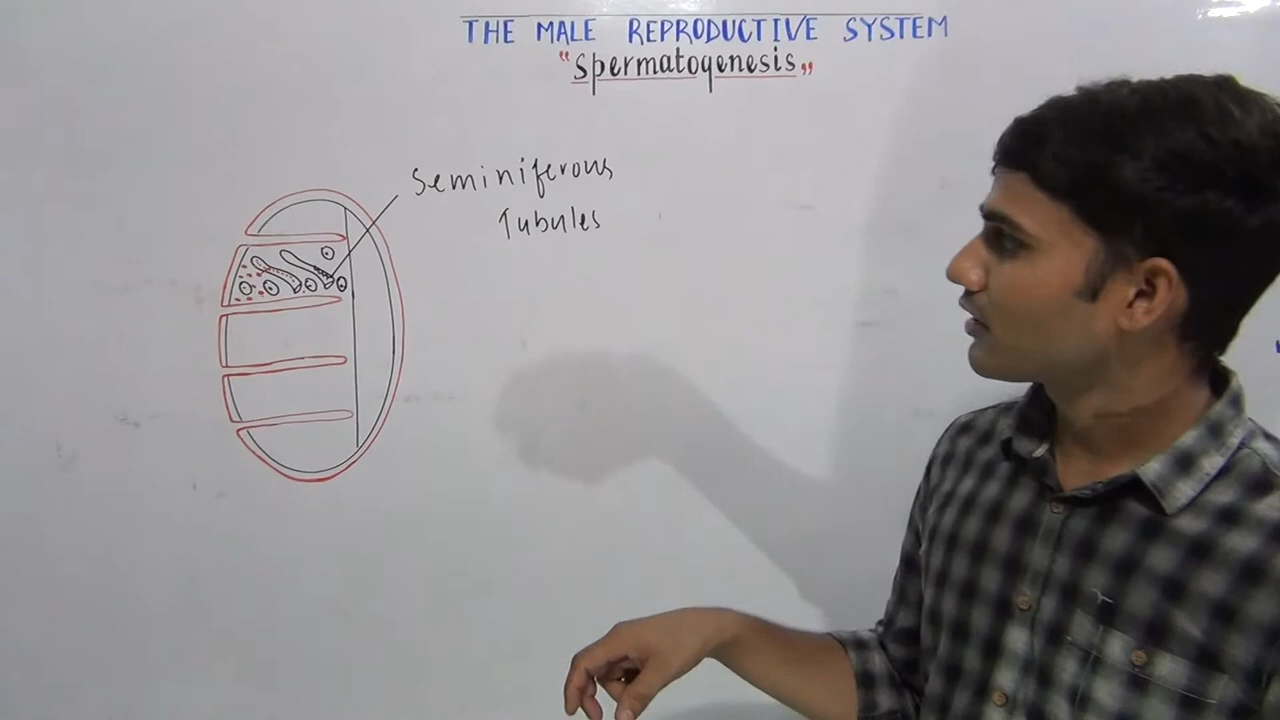 THE MALE REPRODUCTIVE SYSTEM
"Spermatogenesis"
Seminiferous
Tubules